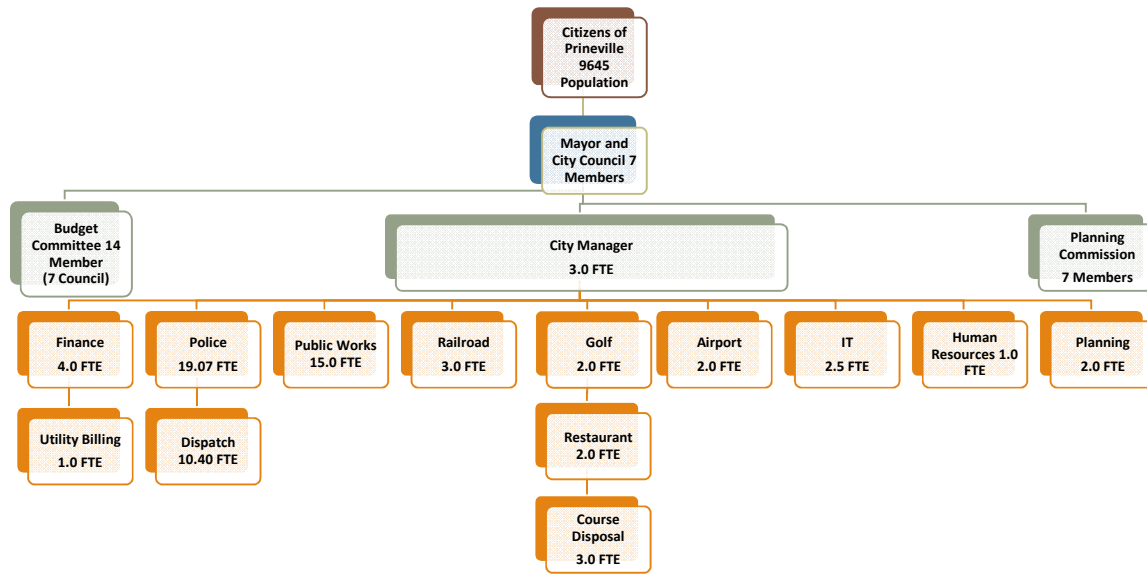 Citizens of
Prineville
9645
Population
Mayor and
City Council 7
Members
Budget
Committee 14
Member
(7 Council)
City Manager
3.0 FTE
Planning
Commission
7 Members
Finance
4.0 FTE
Police
19.07 FTE
Public Works
15.0 FTE
Railroad
3.0 FTE
Golf
2.0 FTE
Airport
2.0 FTE
IT
2.5 FTE
Human
Resources 1.0
FTE
Planning
2.0 FTE
Utility Billing
1.0 FTE
Dispatch
10.40 FTE
Restaurant
2.0 FTE
Course
Disposal
3.0 FTE